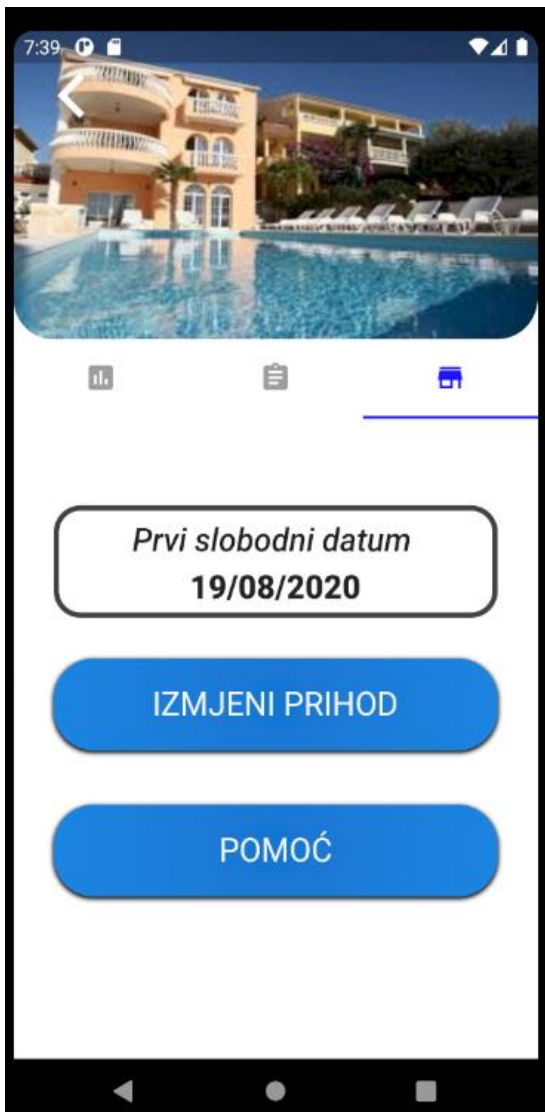 7:39
Prvi slobodni datum
19/08/2020
IZMJENI PRIHOD
POMOĆ